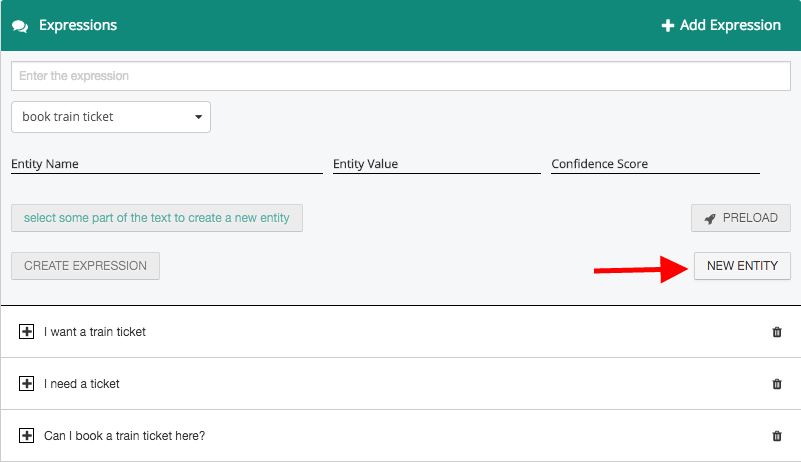 Expressions
Add Expression
Enter the expression
book train ticket
Entity Name Entity Value Confidence Score
select some part of the text to create a new entity
PRELOAD
CREATE EXPRESSION
NEW ENTITY
I want a train ticket
I need a ticket
Can I book a train ticket here?